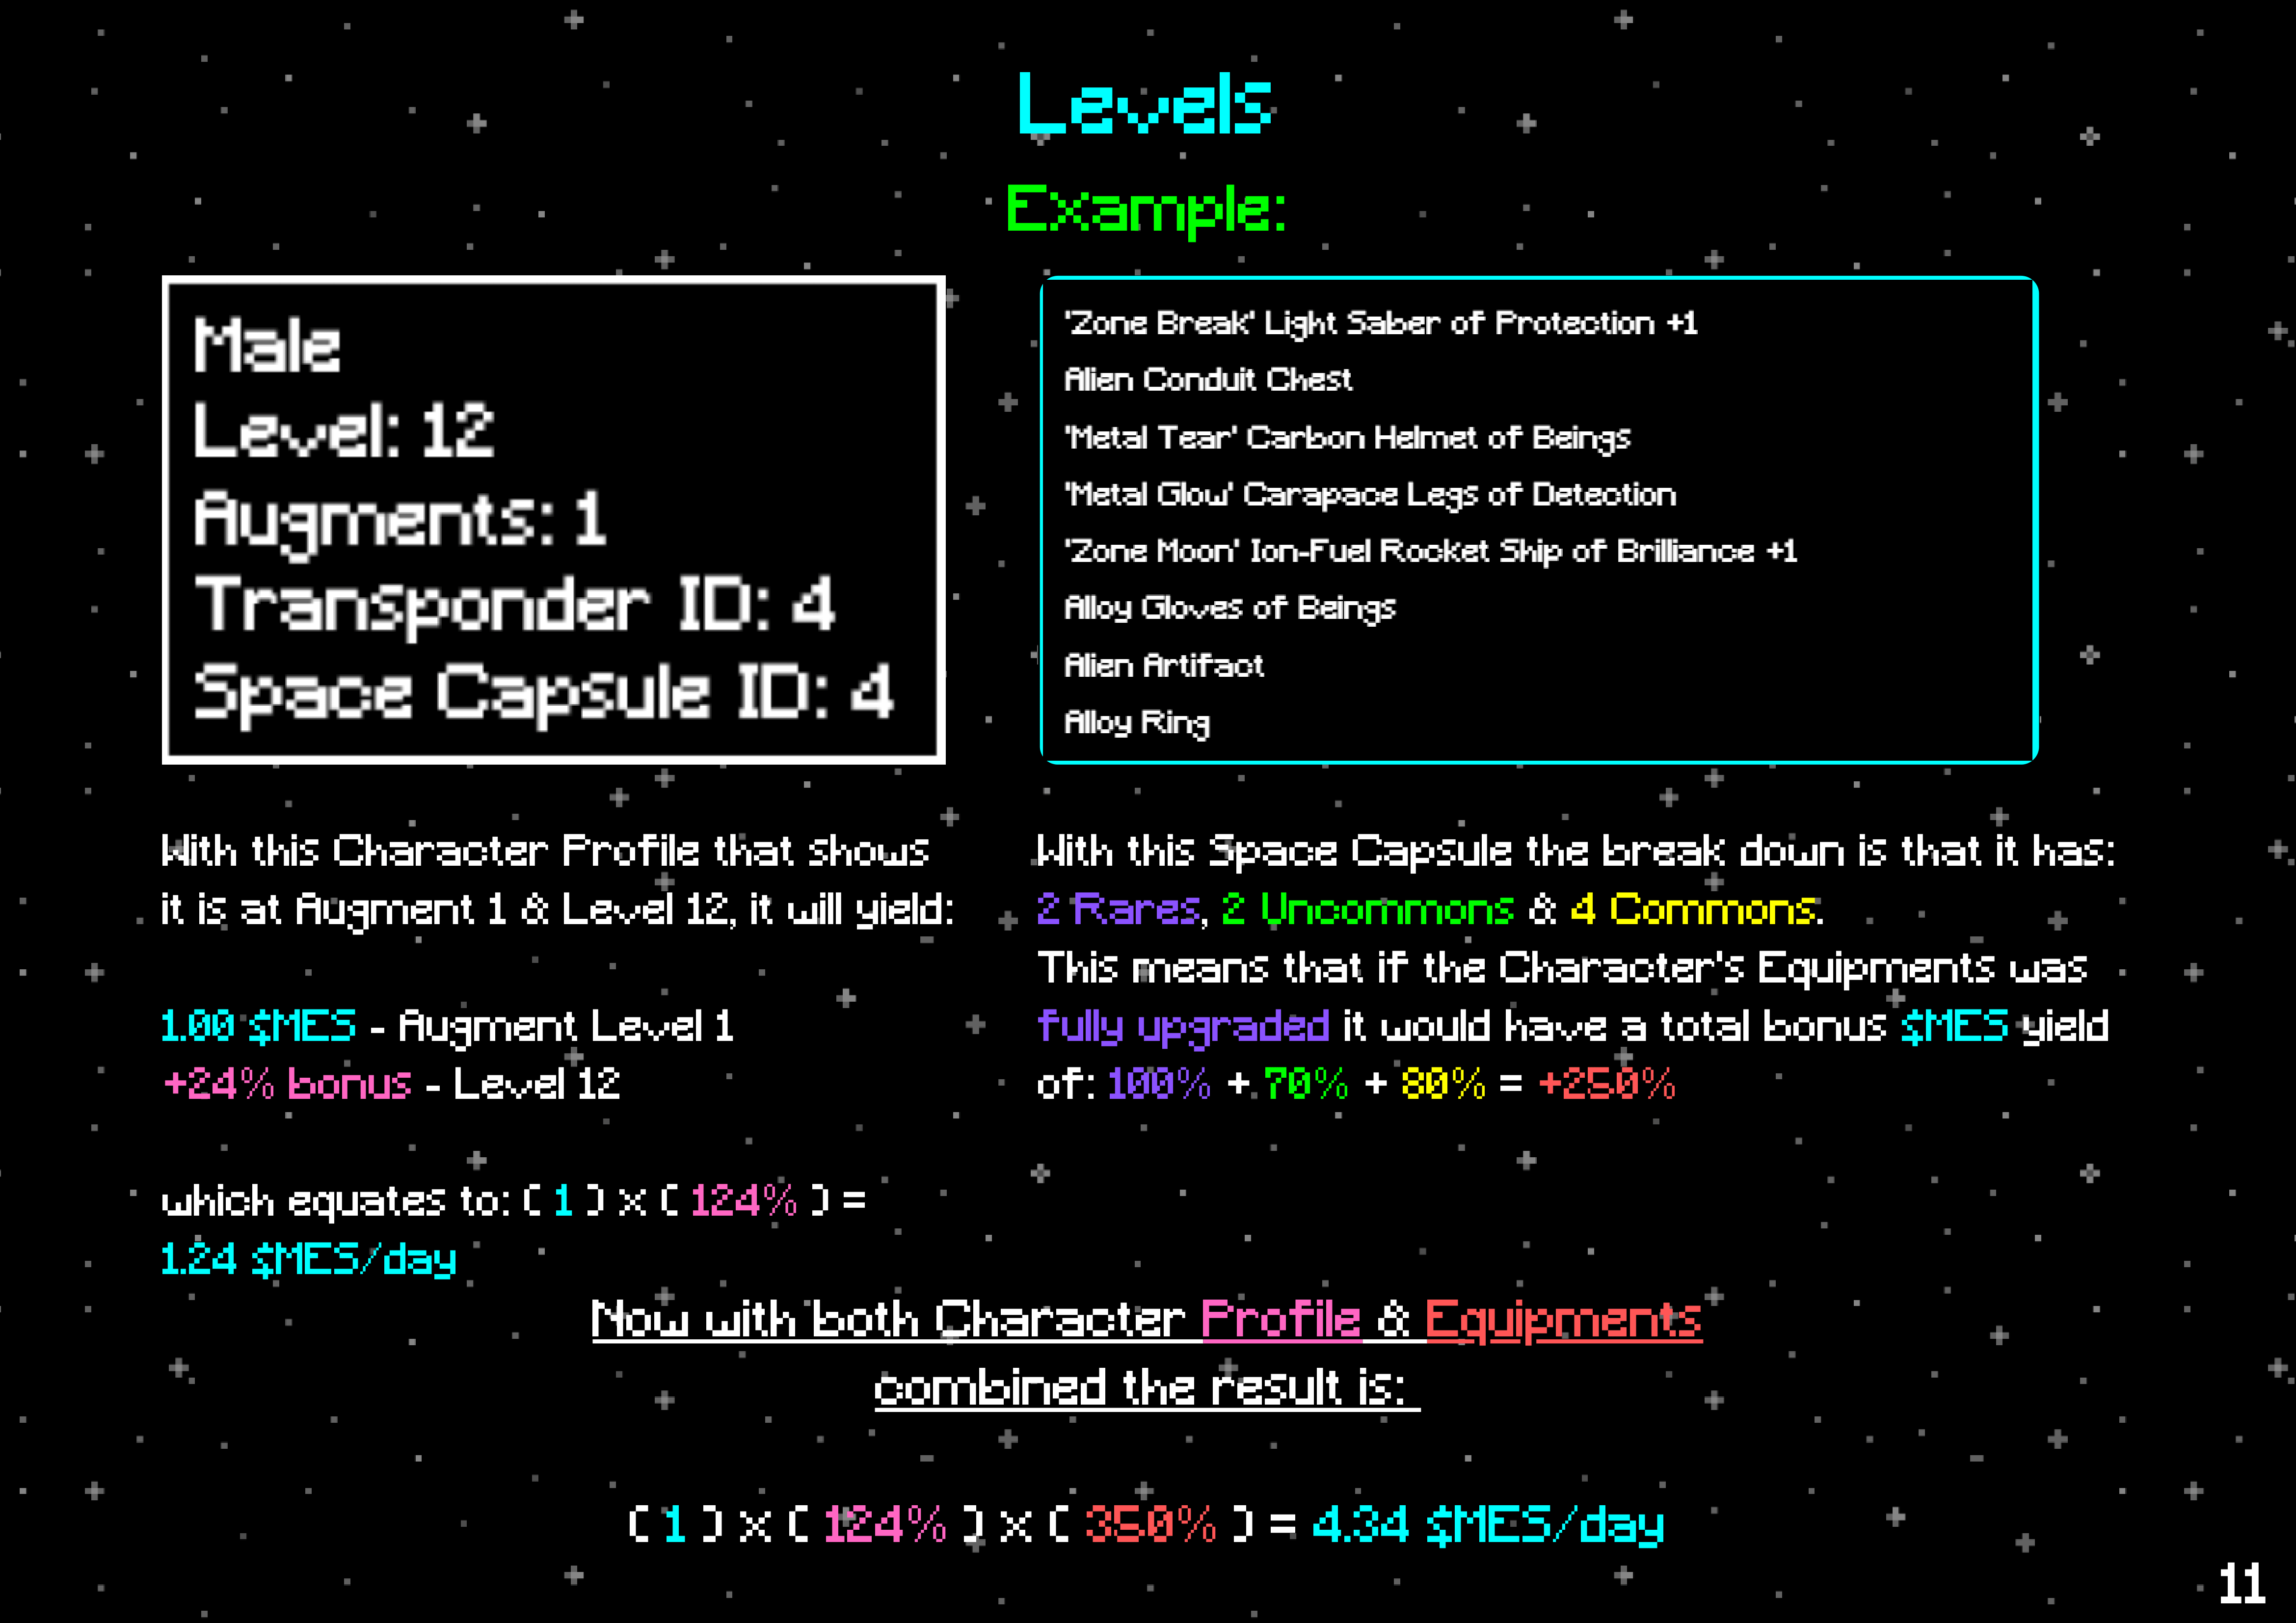 Levels
Example:
Male
Level: 12
Augments: 1
Transponder ID: 4
Space Capsule ID: 4
'Zone Break' Light Saber of Protection +1
Alien Conduit Chest
'Metal Tear' Carbon Helmet of Beings
'Metal Glow' Carapace Legs of Detection
'Zone Moon' Ion-Fuel Rocket Ship of Brilliance +1
Alloy Gloves of Beings
Alien Artifact
Alloy Ring
With this Character Profile that shows
it is at Augment 1 & Level 12, it will yield:
1.00 $MES - Augment Level 1
+24% bonus - Level 12
which equates to: ( 1 ) x ( 124% ) =
1.24 $MES/day
With this Space Capsule the break down is that it has:
2 Rares, 2 Uncommons & 4 Commons.
This means that if the Character's Equipments was
fully upgraded it would have a total bonus $MES yield
of: 100% + 70% + 80% = +250%
Now with both Character Profile & Equipments
combined the result is:
( 1 ) x ( 124% ) x ( 350% ) = 4.34 $MES/day
11